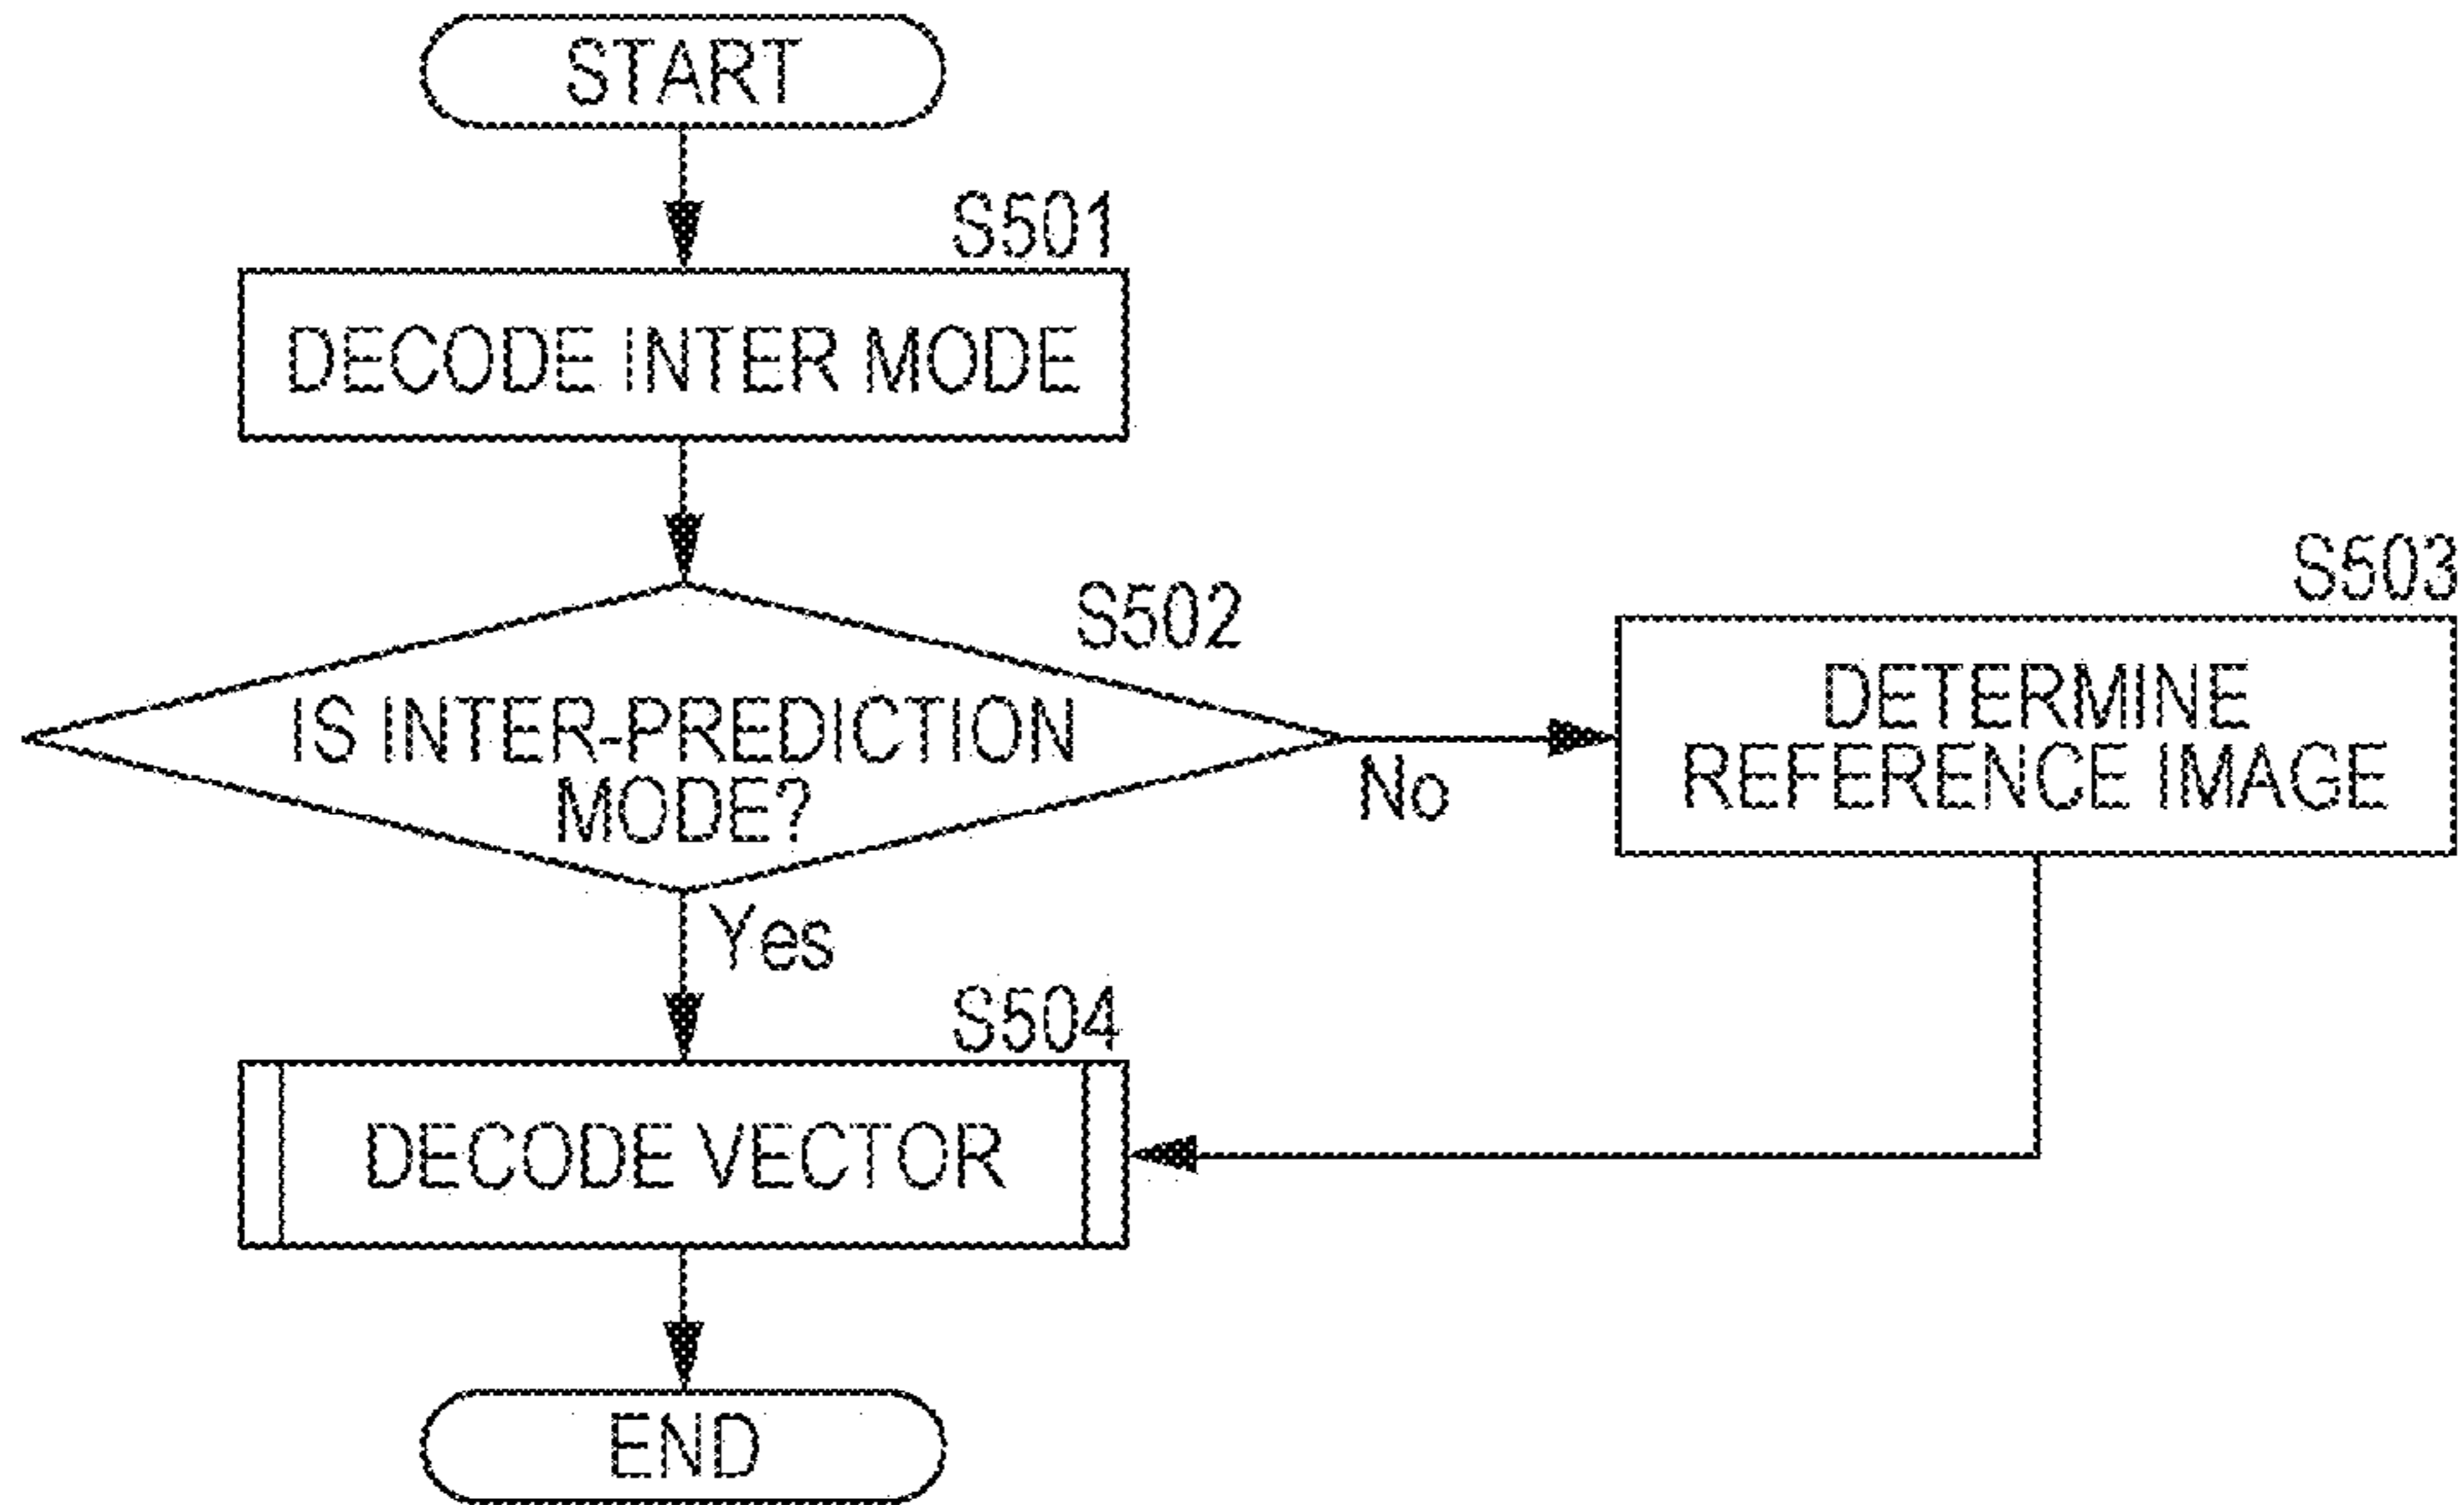 START
S501
DECODE INTER MODE
S502
IS INTER-PREDICTION
MODE?
No
S503
DETERMINE
REFERENCE IMAGE
Yes
S504
DECODE VECTOR
END